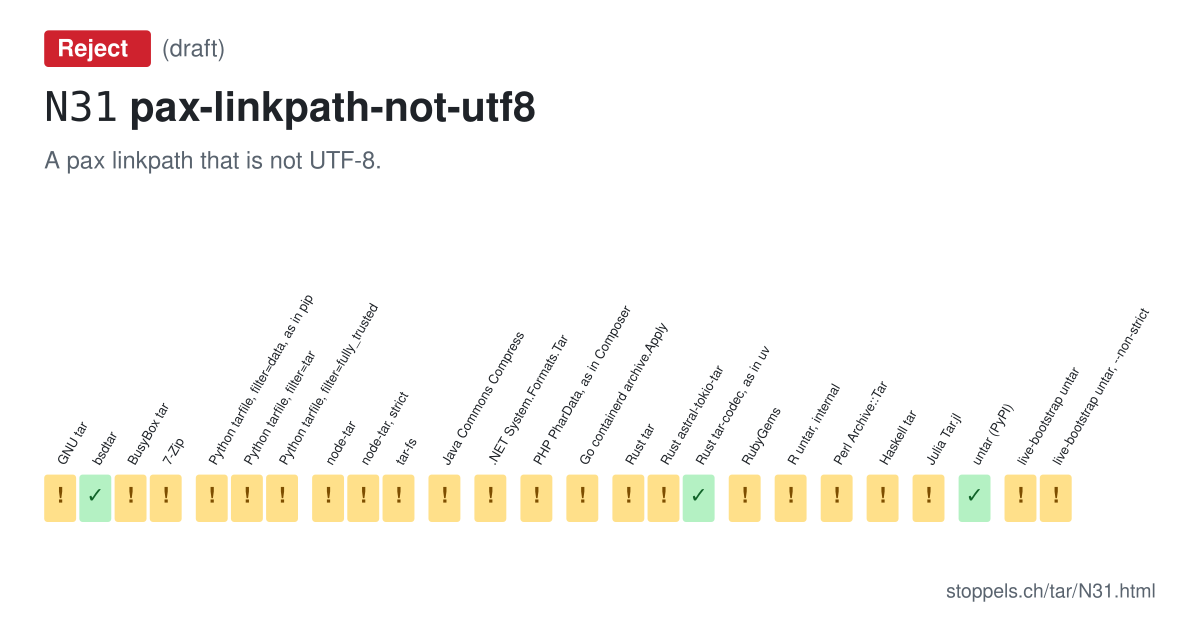 Reject (draft)
N31 pax-linkpath-not-utf8
A pax linkpath that is not UTF-8.
GNU tar
bsdtar
BusyBox tar
7-Zip
Python tarfile, filter=data, as in pip
Python tarfile, filter=tar
Python tarfile, filter=fully_trusted
node-tar
node-tar, strict
tar-fs
Java Commons Compress
.NET System.Formats.Tar
PHP PharData, as in Composer
Go containerd archive.Apply
Rust tar
Rust astral-tokio-tar
Rust tar-codec, as in uv
RubyGems
R untar, internal
Perl Archive::Tar
Haskell tar
Julia Tar.jl
untar (PyPI)
live-bootstrap untar
live-bootstrap untar, --non-strict
! ✓ ! ! ! ! ! ! ! ! ! ! ! ! ! ! ✓ ! ! ! ! ! ✓ ! !
stoppels.ch/tar/N31.html